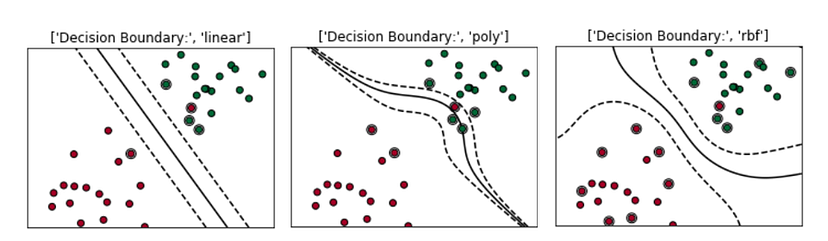 ['Decision Boundary:', 'linear']
['Decision Boundary:', 'poly']
['Decision Boundary:', 'rbf']